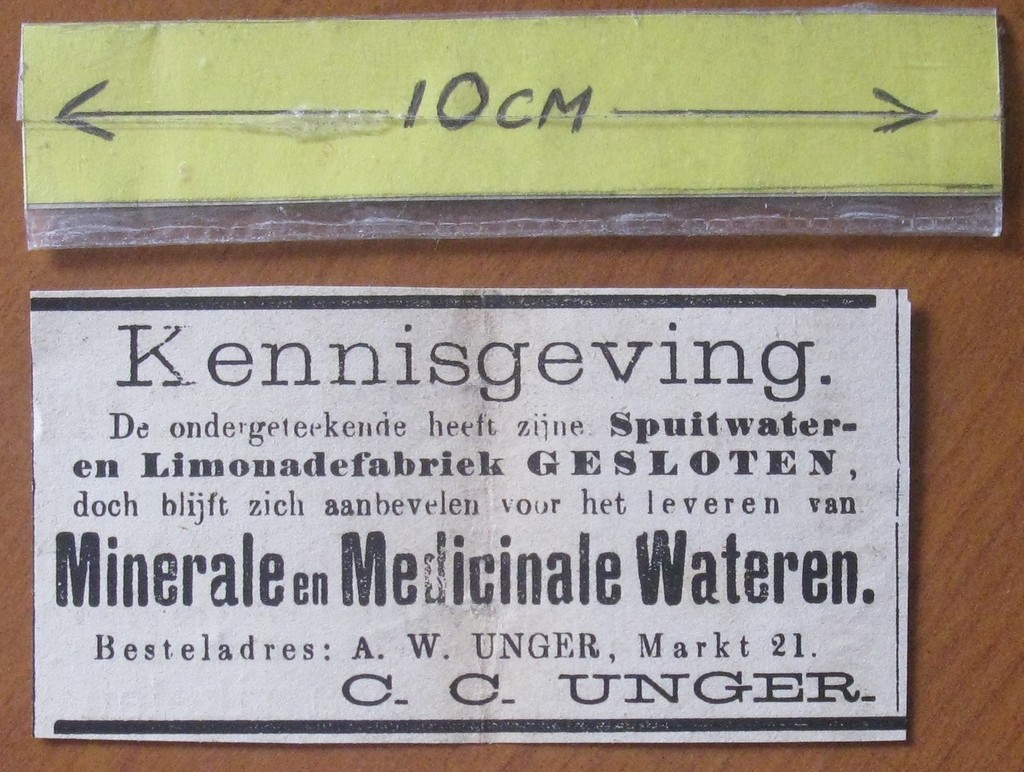 10CM
Kennisgeving.
De ondergeteekende heeft zijne Spuitwater-
en Limonadefabriek GESLOTEN,
doch blijft zich aanbevelen voor het leveren van
Minerale en Medicinale Wateren.
Besteladres: A. W. UNGER, Markt 21.
C. C. UNGER.